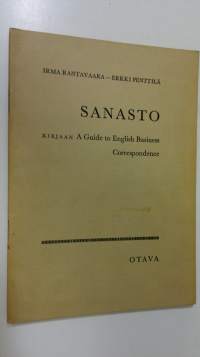 IRMA RANTAVAARA – ERKKI PENTTILÄ
SANASTO
KIRJAAN A Guide to English Business
Correspondence
OTAVA